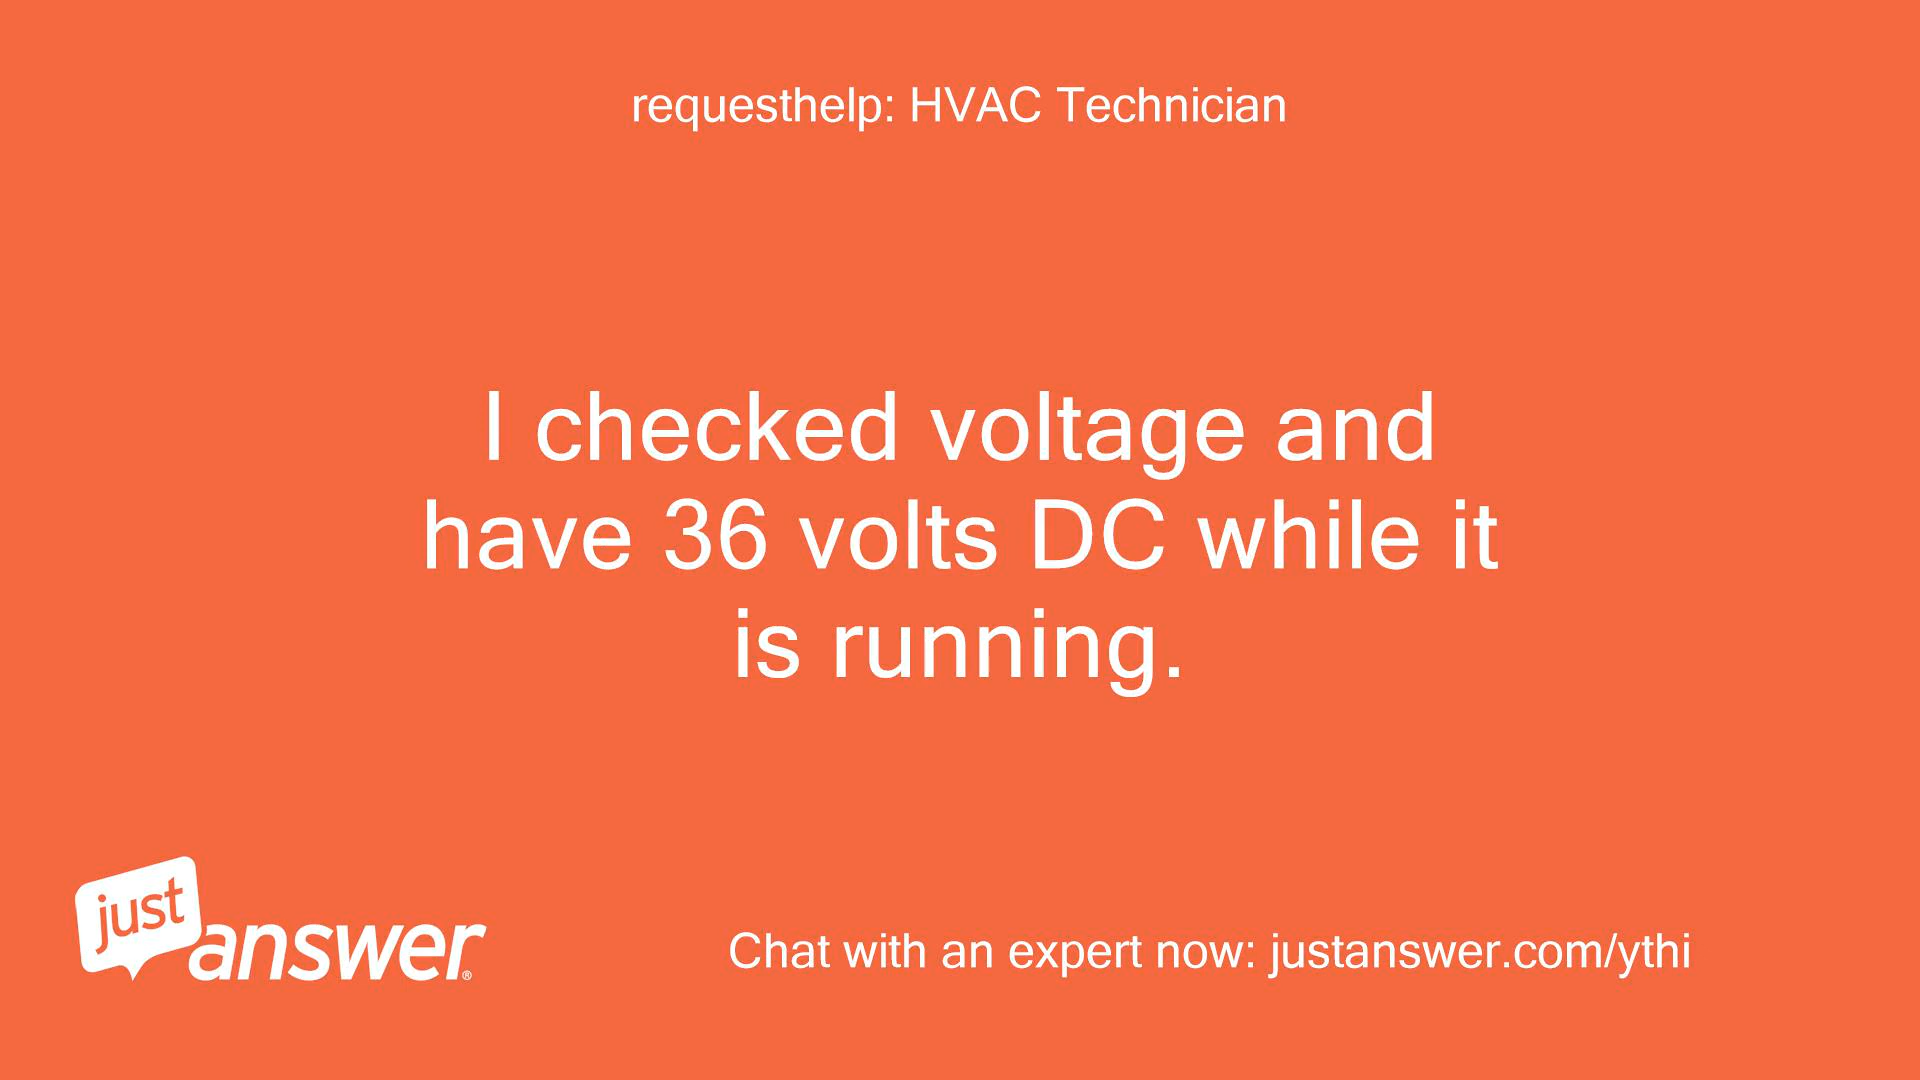 requesthelp: HVAC Technician
I checked voltage and
have 36 volts DC while it
is running.
just
answer®
Chat with an expert now: justanswer.com/ythi